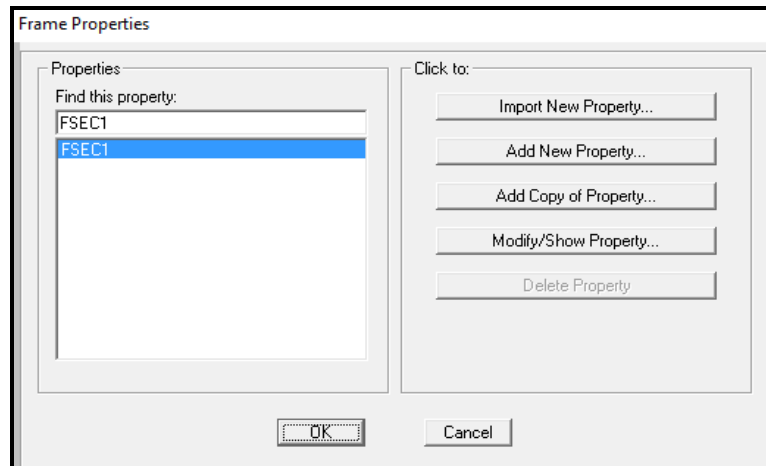 Frame Properties
Properties
Find this property:
FSEC1
FSEC1
Click to:
Import New Property...
Add New Property...
Add Copy of Property...
Modify/Show Property...
Delete Property
OK
Cancel